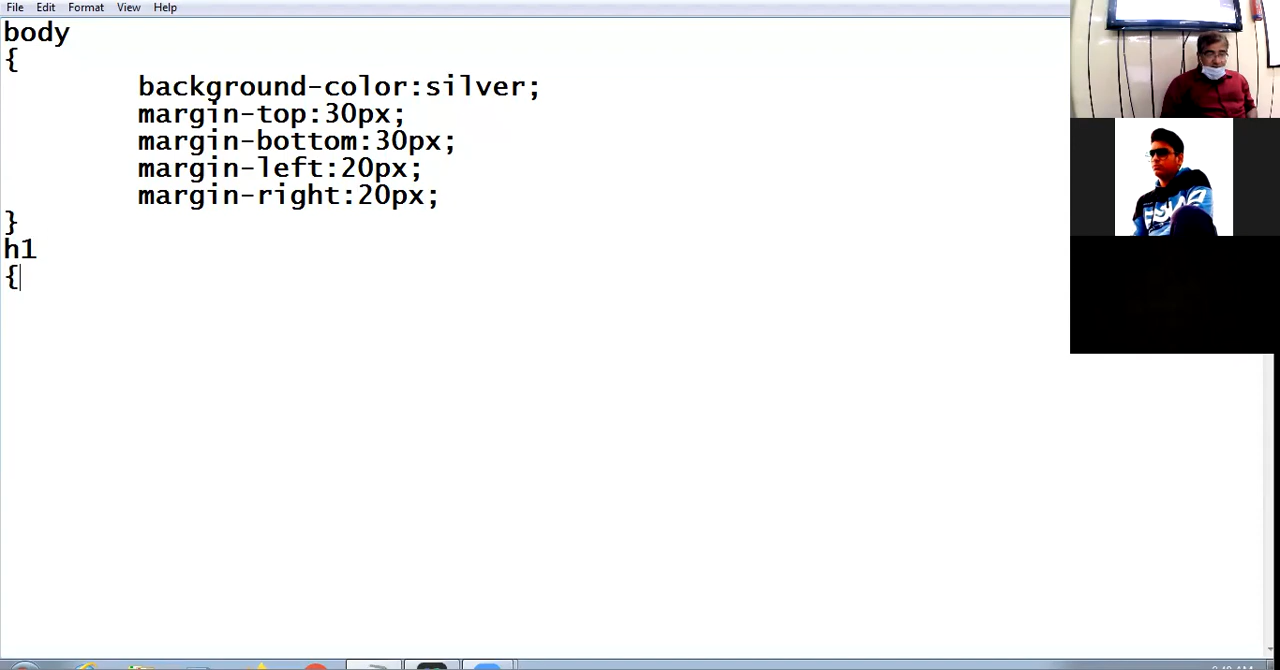 File Edit Format View Help
body
{
background-color:silver;
margin-top:30px;
margin-bottom:30px;
margin-left:20px;
margin-right:20px;
}
h1
{